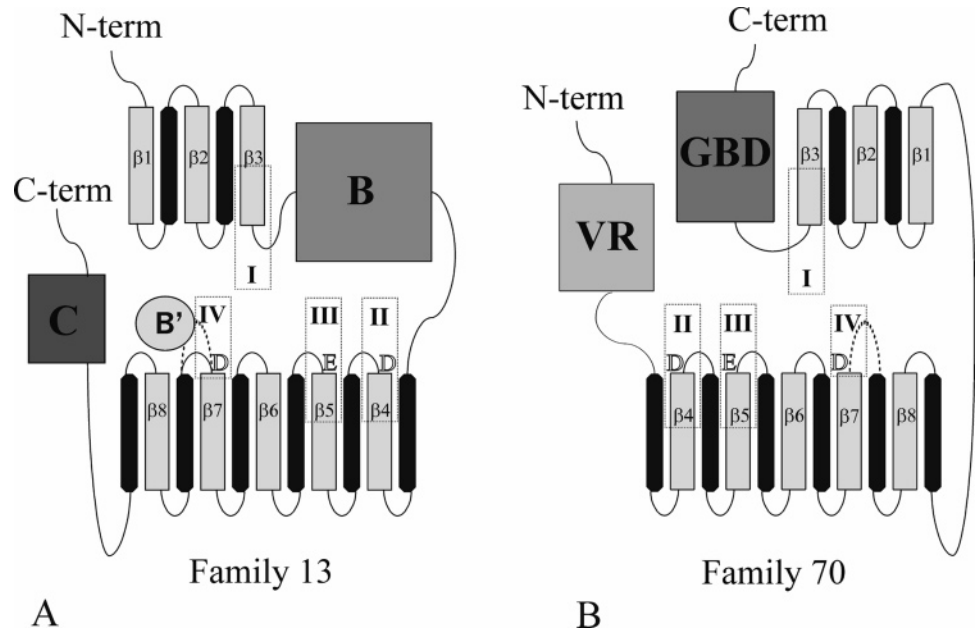 N-term
β1 β2 β3
B
C-term
I
C
B' IV III II
D E D
β8 β7 β6 β5 β4
Family 13
A
C-term
N-term
GBD
β3 β2 β1
VR
I
II III IV
D E D
β4 β5 β6 β7 β8
Family 70
B